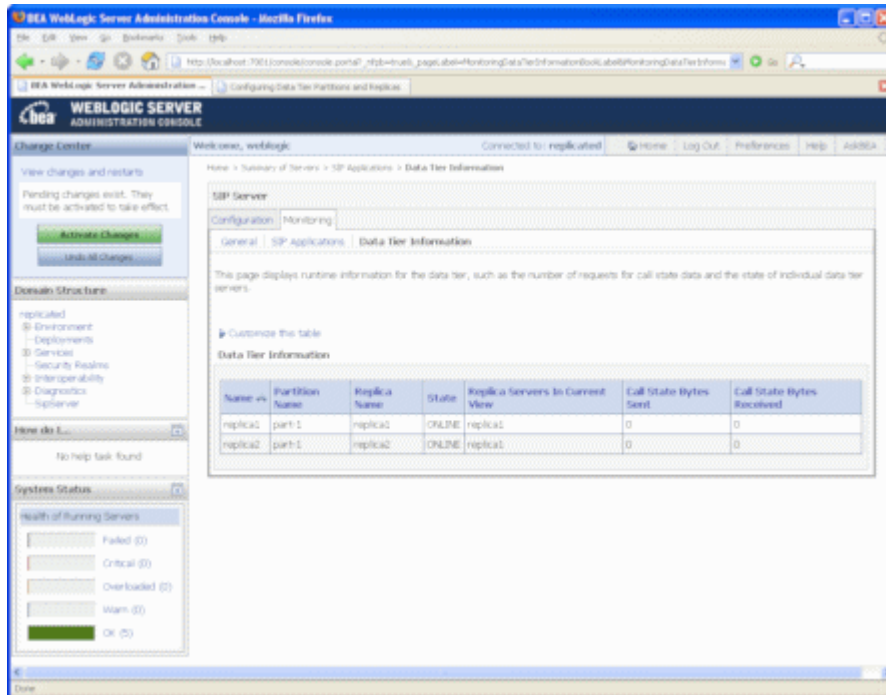 BEA WebLogic Server Administration Console - Mozilla Firefox
File Edit View Go Bookmarks Tools Help
Go
BEA WebLogic Server Administration ...
Configuring Data Tier Partitions and Replicas
bea WEBLOGIC SERVER
ADMINISTRATION CONSOLE
Change Center
View changes and restarts
Pending changes exist. They
must be activated to take effect.
Activate Changes
Undo All Changes
Domain Structure
replicated
Environment
Deployments
Services
Security Realms
Interoperability
Diagnostics
SipServer
How do I...
No help task found
System Status
Health of Running Servers
Failed (0)
Critical (0)
Overloaded (0)
Warn (0)
OK (5)
Welcome, weblogic
Connected to: replicated
Home Log Out Preferences Help AskBEA
Home > Summary of Servers > SIP Applications > Data Tier Information
SIP Server
Configuration Monitoring
General SIP Applications Data Tier Information
This page displays runtime information for the data tier, such as the number of requests for call state data and the state of individual data tier
servers.
Customize this table
Data Tier Information
Name Partition Name Replica Name State Replica Servers In Current View Call State Bytes Sent Call State Bytes Received
replica1 part-1 replica1 ONLINE replica1 0 0
replica2 part-1 replica2 ONLINE replica1 0 0
Done